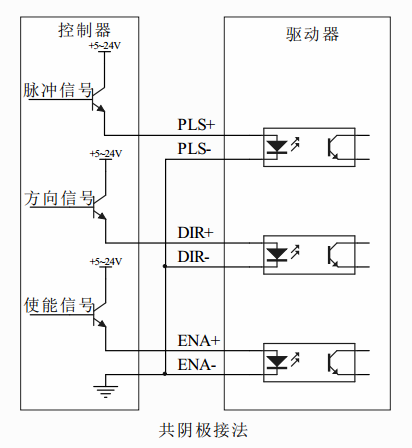 控制器
驱动器
+5~24V
脉冲信号
PLS+
PLS-
+5~24V
方向信号
DIR+
DIR-
+5~24V
使能信号
ENA+
ENA-
共阴极接法